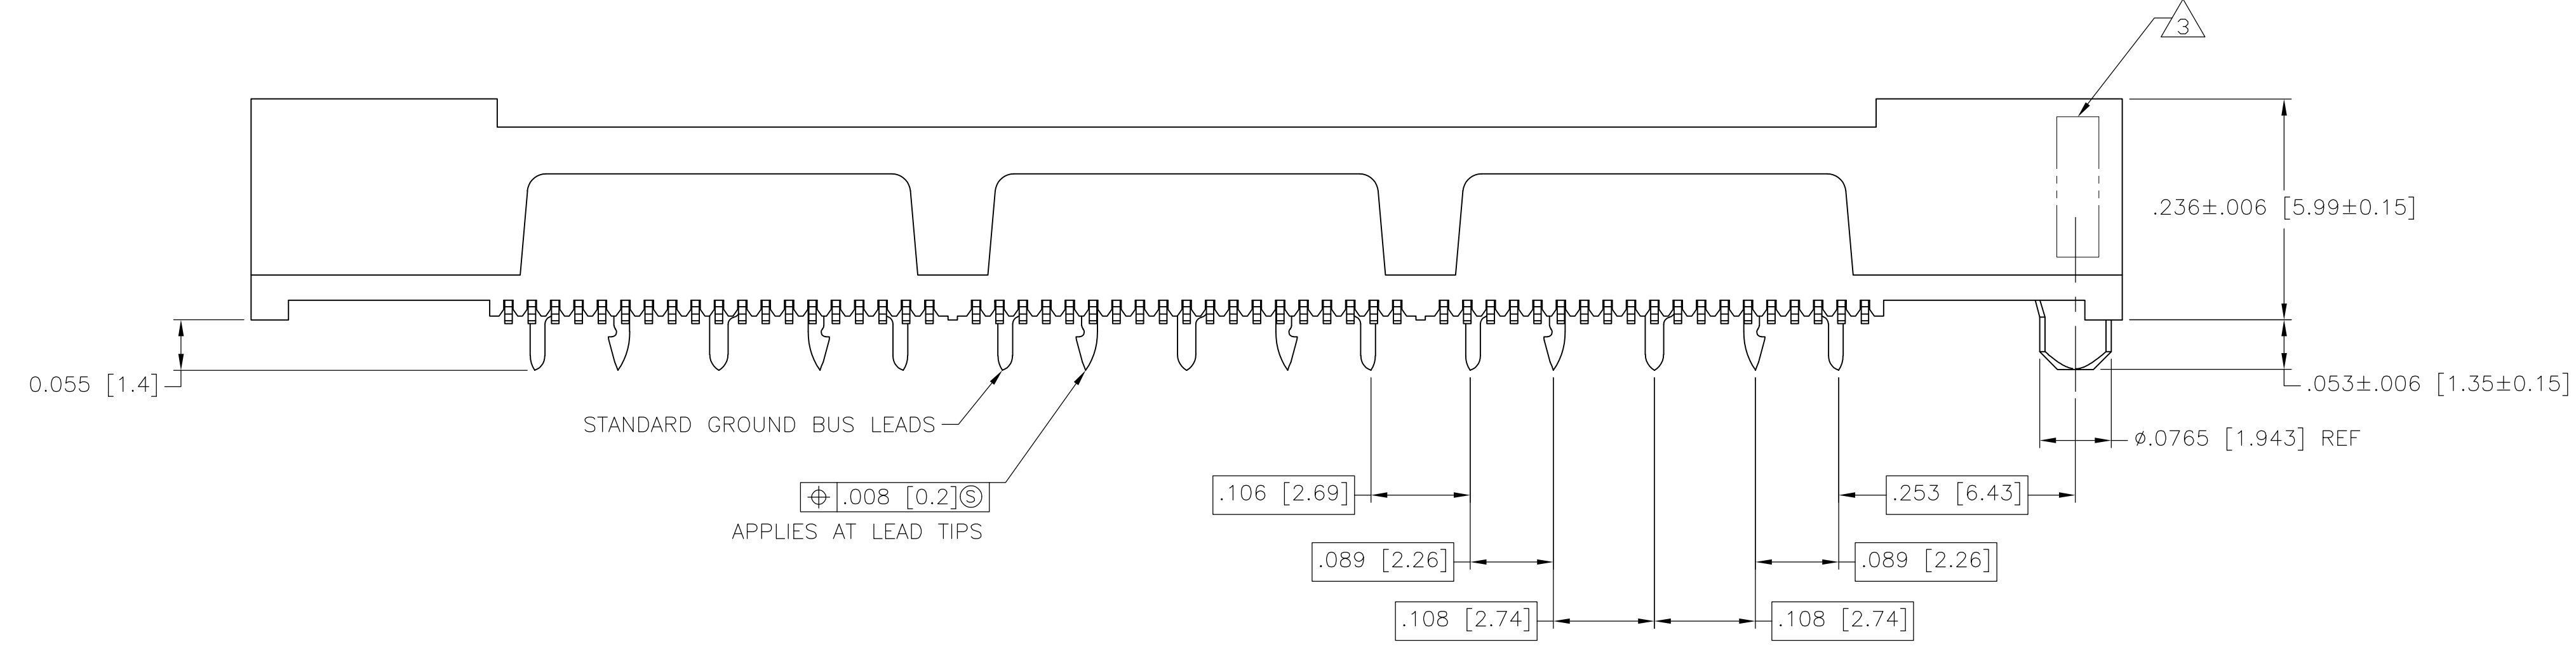 3
.236±.006 [5.99±0.15]
0.055 [1.4]
.053±.006 [1.35±0.15]
STANDARD GROUND BUS LEADS
ø.0765 [1.943] REF
⌖ .008 [0.2]Ⓢ
.106 [2.69]
.253 [6.43]
APPLIES AT LEAD TIPS
.089 [2.26]
.089 [2.26]
.108 [2.74]
.108 [2.74]